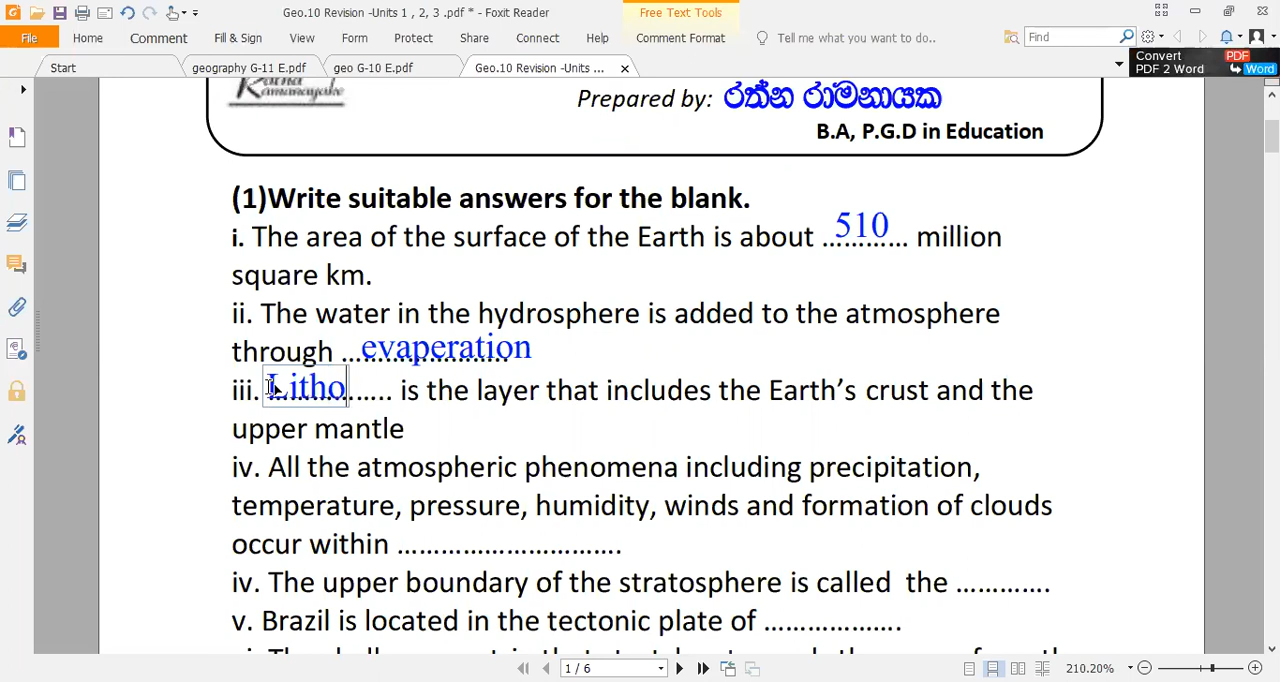 Geo.10 Revision -Units 1 , 2, 3 .pdf * - Foxit Reader
Free Text Tools
File Home Comment Fill & Sign View Form Protect Share Connect Help Comment Format Tell me what you want to do.. Find
Start geography G-11 E.pdf geo G-10 E.pdf Geo.10 Revision -Units ...
Convert PDF
PDF 2 Word Word
Ramanayake
Prepared by: රත්න රාමනායක
B.A, P.G.D in Education
(1)Write suitable answers for the blank.
i. The area of the surface of the Earth is about ...510... million
square km.
ii. The water in the hydrosphere is added to the atmosphere
through ...evaperation
iii. Litho........ is the layer that includes the Earth’s crust and the
upper mantle
iv. All the atmospheric phenomena including precipitation,
temperature, pressure, humidity, winds and formation of clouds
occur within ………………………….
iv. The upper boundary of the stratosphere is called the ………….
v. Brazil is located in the tectonic plate of ……………….
1 / 6
210.20%